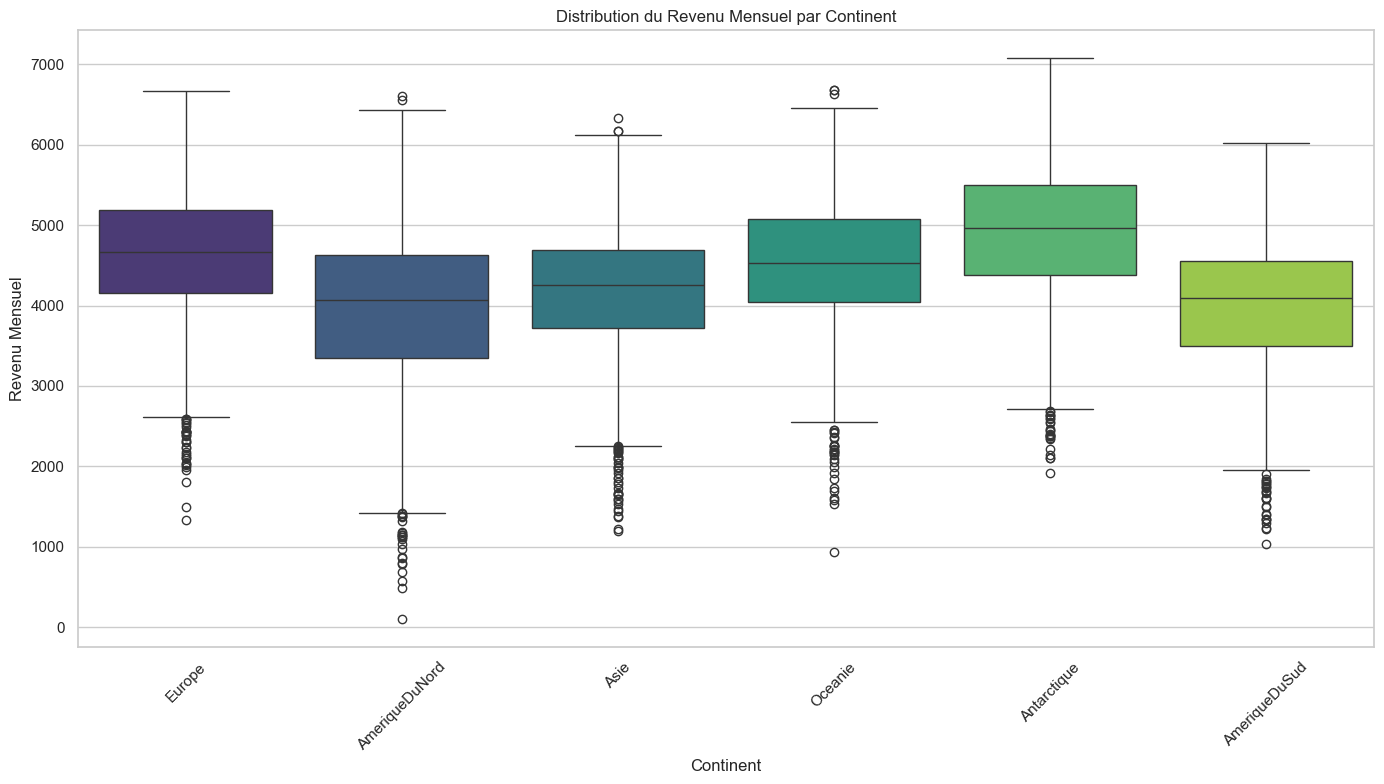 Distribution du Revenu Mensuel par Continent
7000
6000
5000
4000
3000
2000
1000
0
Revenu Mensuel
Europe
AmeriqueDuNord
Asie
Oceanie
Antarctique
AmeriqueDuSud
Continent